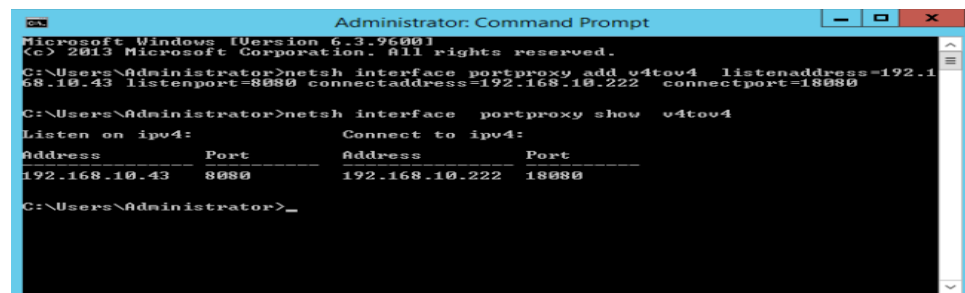 Administrator: Command Prompt
Microsoft Windows [Version 6.3.9600]
(c) 2013 Microsoft Corporation. All rights reserved.
C:\Users\Administrator>netsh interface portproxy add v4tov4  listenaddress=192.1
68.10.43 listenport=8080 connectaddress=192.168.10.222  connectport=18080
C:\Users\Administrator>netsh interface  portproxy show  v4tov4
Listen on ipv4:             Connect to ipv4:
Address         Port        Address         Port
192.168.10.43   8080        192.168.10.222  18080
C:\Users\Administrator>_